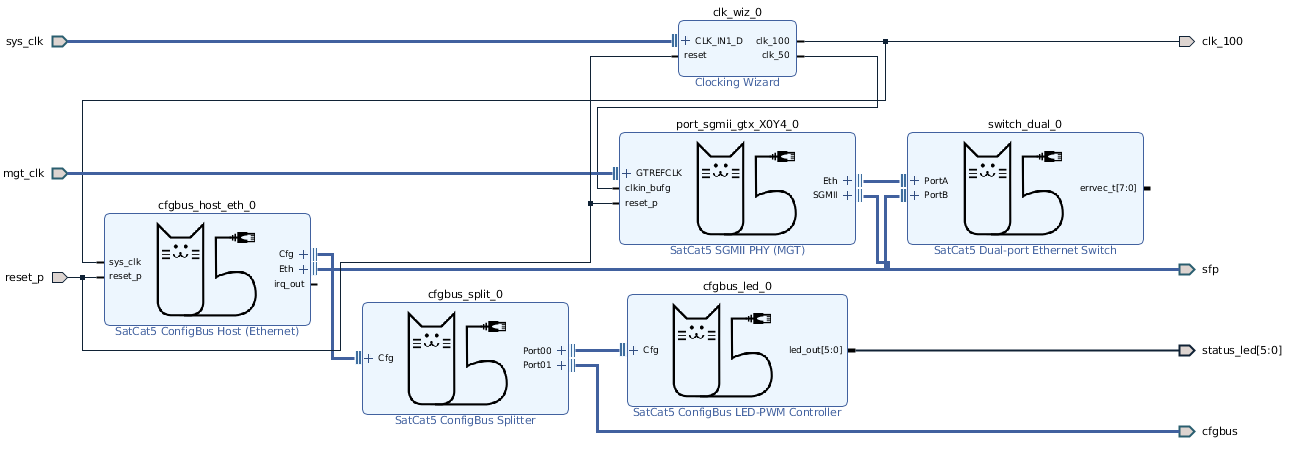 clk_wiz_0
sys_clk
CLK_IN1_D
clk_100
clk_100
reset
clk_50
Clocking Wizard
port_sgmii_gtx_X0Y4_0
switch_dual_0
mgt_clk
GTREFCLK
clkin_bufg
reset_p
Eth
SGMII
PortA
PortB
errvec_t[7:0]
SatCat5 SGMII PHY (MGT)
SatCat5 Dual-port Ethernet Switch
cfgbus_host_eth_0
sys_clk
reset_p
Cfg
Eth
irq_out
sfp
reset_p
SatCat5 ConfigBus Host (Ethernet)
cfgbus_split_0
cfgbus_led_0
Cfg
Port00
Port01
Cfg
led_out[5:0]
status_led[5:0]
SatCat5 ConfigBus Splitter
SatCat5 ConfigBus LED-PWM Controller
cfgbus